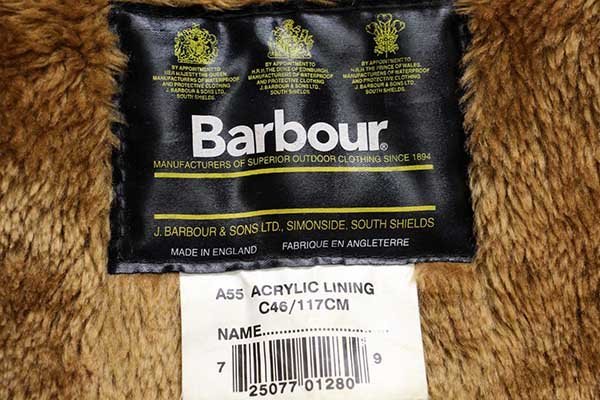 BY APPOINTMENT TO
HER MAJESTY THE QUEEN
MANUFACTURERS OF WATERPROOF
AND PROTECTIVE CLOTHING
J. BARBOUR & SONS LTD.,
SOUTH SHIELDS.
BY APPOINTMENT TO
H.R.H. THE DUKE OF EDINBURGH
MANUFACTURERS OF WATERPROOF
AND PROTECTIVE CLOTHING
J. BARBOUR & SONS LTD.,
SOUTH SHIELDS.
BY APPOINTMENT TO
H.R.H. THE PRINCE OF WALES
MANUFACTURERS OF WATERPROOF
AND PROTECTIVE CLOTHING
J. BARBOUR & SONS LTD.,
SOUTH SHIELDS.
Barbour®
MANUFACTURERS OF SUPERIOR OUTDOOR CLOTHING SINCE 1894
J. BARBOUR & SONS LTD., SIMONSIDE, SOUTH SHIELDS
MADE IN ENGLAND FABRIQUE EN ANGLETERRE
A55 ACRYLIC LINING
C46/117CM
NAME....................
7 25077 01280 9